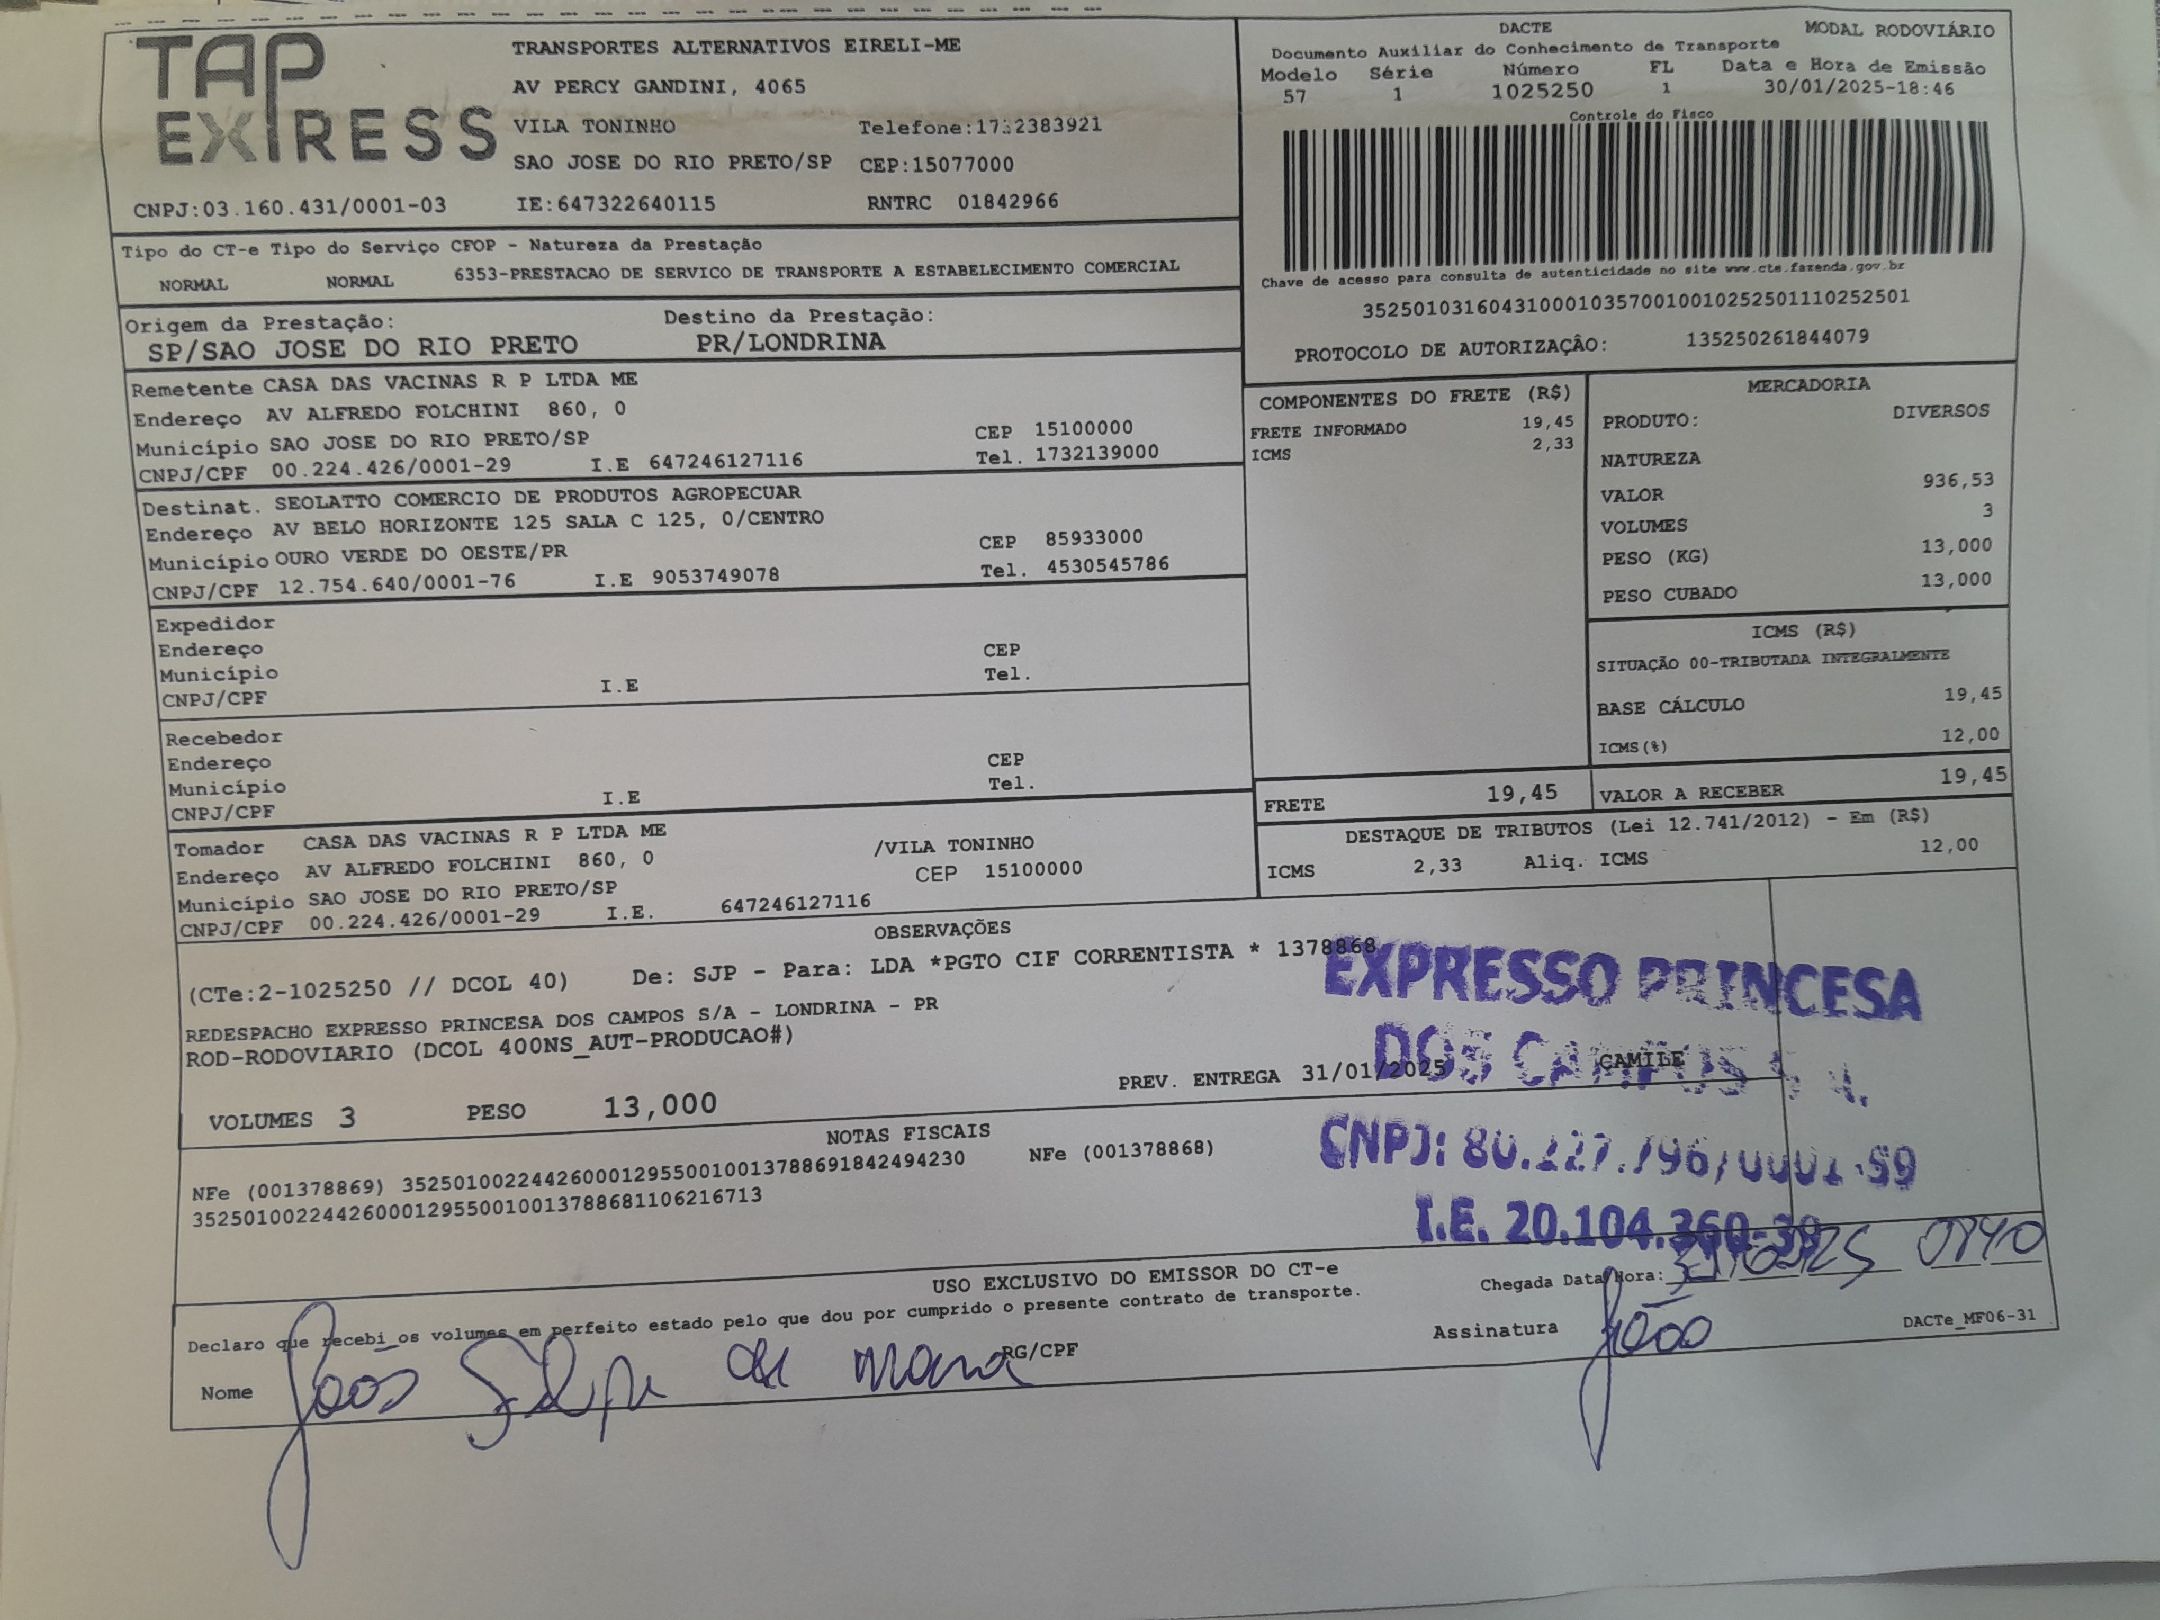 TAP EXPRESS
TRANSPORTES ALTERNATIVOS EIRELI-ME
AV PERCY GANDINI, 4065
VILA TONINHO Telefone:1732383921
SAO JOSE DO RIO PRETO/SP CEP:15077000
CNPJ:03.160.431/0001-03 IE:647322640115 RNTRC 01842966
DACTE MODAL RODOVIÁRIO
Documento Auxiliar do Conhecimento de Transporte
Modelo Série Número FL Data e Hora de Emissão
57 1 1025250 1 30/01/2025-18:46
Controle do Fisco
Chave de acesso para consulta de autenticidade no site www.cte.fazenda.gov.br
35250103160431000103570010010252501110252501
PROTOCOLO DE AUTORIZAÇÂO: 135250261844079
Tipo do CT-e Tipo do Serviço CFOP - Natureza da Prestação
NORMAL NORMAL 6353-PRESTACAO DE SERVICO DE TRANSPORTE A ESTABELECIMENTO COMERCIAL
Origem da Prestação: Destino da Prestação:
SP/SAO JOSE DO RIO PRETO PR/LONDRINA
Remetente CASA DAS VACINAS R P LTDA ME
Endereço AV ALFREDO FOLCHINI 860, 0
Município SAO JOSE DO RIO PRETO/SP CEP 15100000
CNPJ/CPF 00.224.426/0001-29 I.E 647246127116 Tel. 1732139000
Destinat. SEOLATTO COMERCIO DE PRODUTOS AGROPECUAR
Endereço AV BELO HORIZONTE 125 SALA C 125, 0/CENTRO
Município OURO VERDE DO OESTE/PR CEP 85933000
CNPJ/CPF 12.754.640/0001-76 I.E 9053749078 Tel. 4530545786
Expedidor
Endereço CEP
Município Tel.
CNPJ/CPF I.E
Recebedor
Endereço CEP
Município Tel.
CNPJ/CPF I.E
Tomador CASA DAS VACINAS R P LTDA ME
Endereço AV ALFREDO FOLCHINI 860, 0 /VILA TONINHO
Município SAO JOSE DO RIO PRETO/SP CEP 15100000
CNPJ/CPF 00.224.426/0001-29 I.E. 647246127116
COMPONENTES DO FRETE (R$)
FRETE INFORMADO 19,45
ICMS 2,33
MERCADORIA
PRODUTO: DIVERSOS
NATUREZA
VALOR 936,53
VOLUMES 3
PESO (KG) 13,000
PESO CUBADO 13,000
ICMS (R$)
SITUAÇÃO 00-TRIBUTADA INTEGRALMENTE
BASE CÁLCULO 19,45
ICMS(%) 12,00
FRETE 19,45 VALOR A RECEBER 19,45
DESTAQUE DE TRIBUTOS (Lei 12.741/2012) - Em (R$)
ICMS 2,33 Aliq. ICMS 12,00
OBSERVAÇÕES
(CTe:2-1025250 // DCOL 40) De: SJP - Para: LDA *PGTO CIF CORRENTISTA * 1378868
REDESPACHO EXPRESSO PRINCESA DOS CAMPOS S/A - LONDRINA - PR
ROD-RODOVIARIO (DCOL 400NS_AUT-PRODUCAO#)
PREV. ENTREGA 31/01/2025 CAMILE
VOLUMES 3 PESO 13,000
EXPRESSO PRINCESA
DOS CAMPOS
CNPJ: 80.227.796/0001-59
I.E. 20.104.360-39
NOTAS FISCAIS
NFe (001378869) 35250100224426000129550010013788691842494230 NFe (001378868)
35250100224426000129550010013788681106216713
USO EXCLUSIVO DO EMISSOR DO CT-e
Declaro que recebi os volumes em perfeito estado pelo que dou por cumprido o presente contrato de transporte.
Chegada Data/Hora: 0840
Nome João RG/CPF
Assinatura João
DACTe_MF06-31